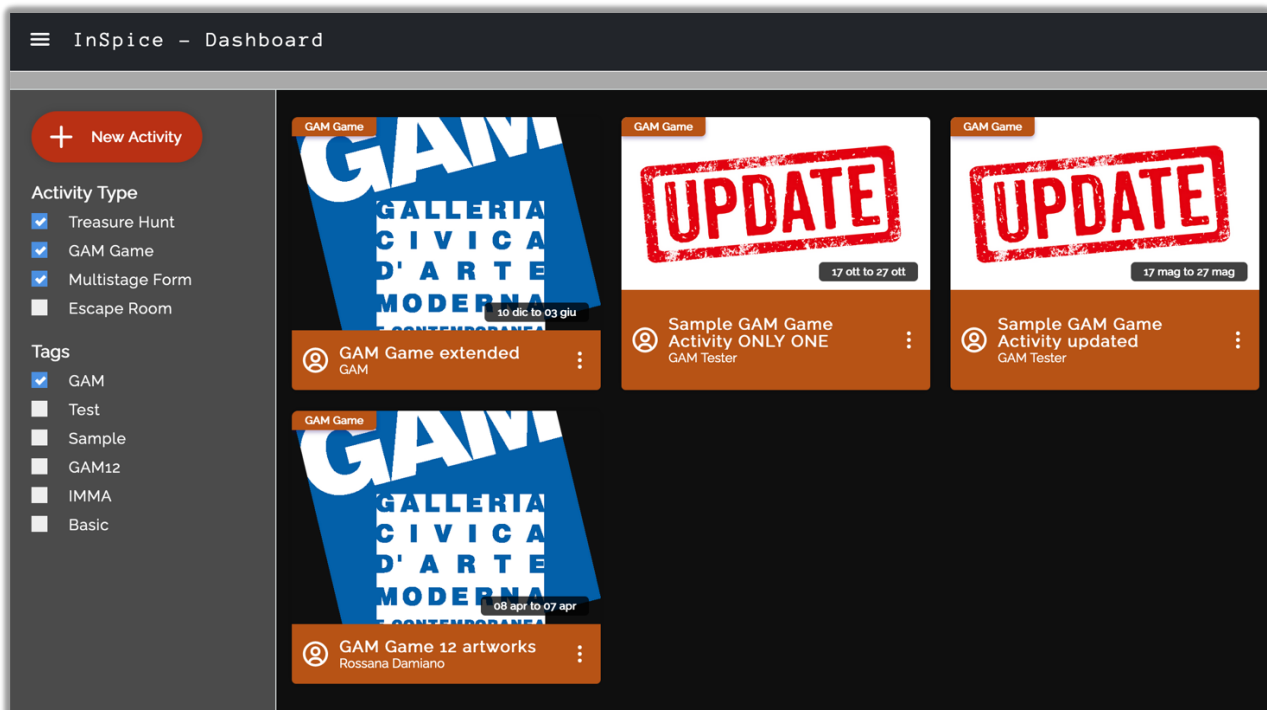 InSpice – Dashboard
New Activity
Activity Type
Treasure Hunt
GAM Game
Multistage Form
Escape Room
Tags
GAM
Test
Sample
GAM12
IMMA
Basic
GAM Game
GAM
GALLERIA
CIVICA
D'ARTE
MODERNA
E CONTEMPORANEA
10 dic to 03 giu
GAM Game extended
GAM
GAM Game
UPDATE
17 ott to 27 ott
Sample GAM Game
Activity ONLY ONE
GAM Tester
GAM Game
UPDATE
17 mag to 27 mag
Sample GAM Game
Activity updated
GAM Tester
GAM Game
GAM
GALLERIA
CIVICA
D'ARTE
MODERNA
E CONTEMPORANEA
08 apr to 07 apr
GAM Game 12 artworks
Rossana Damiano